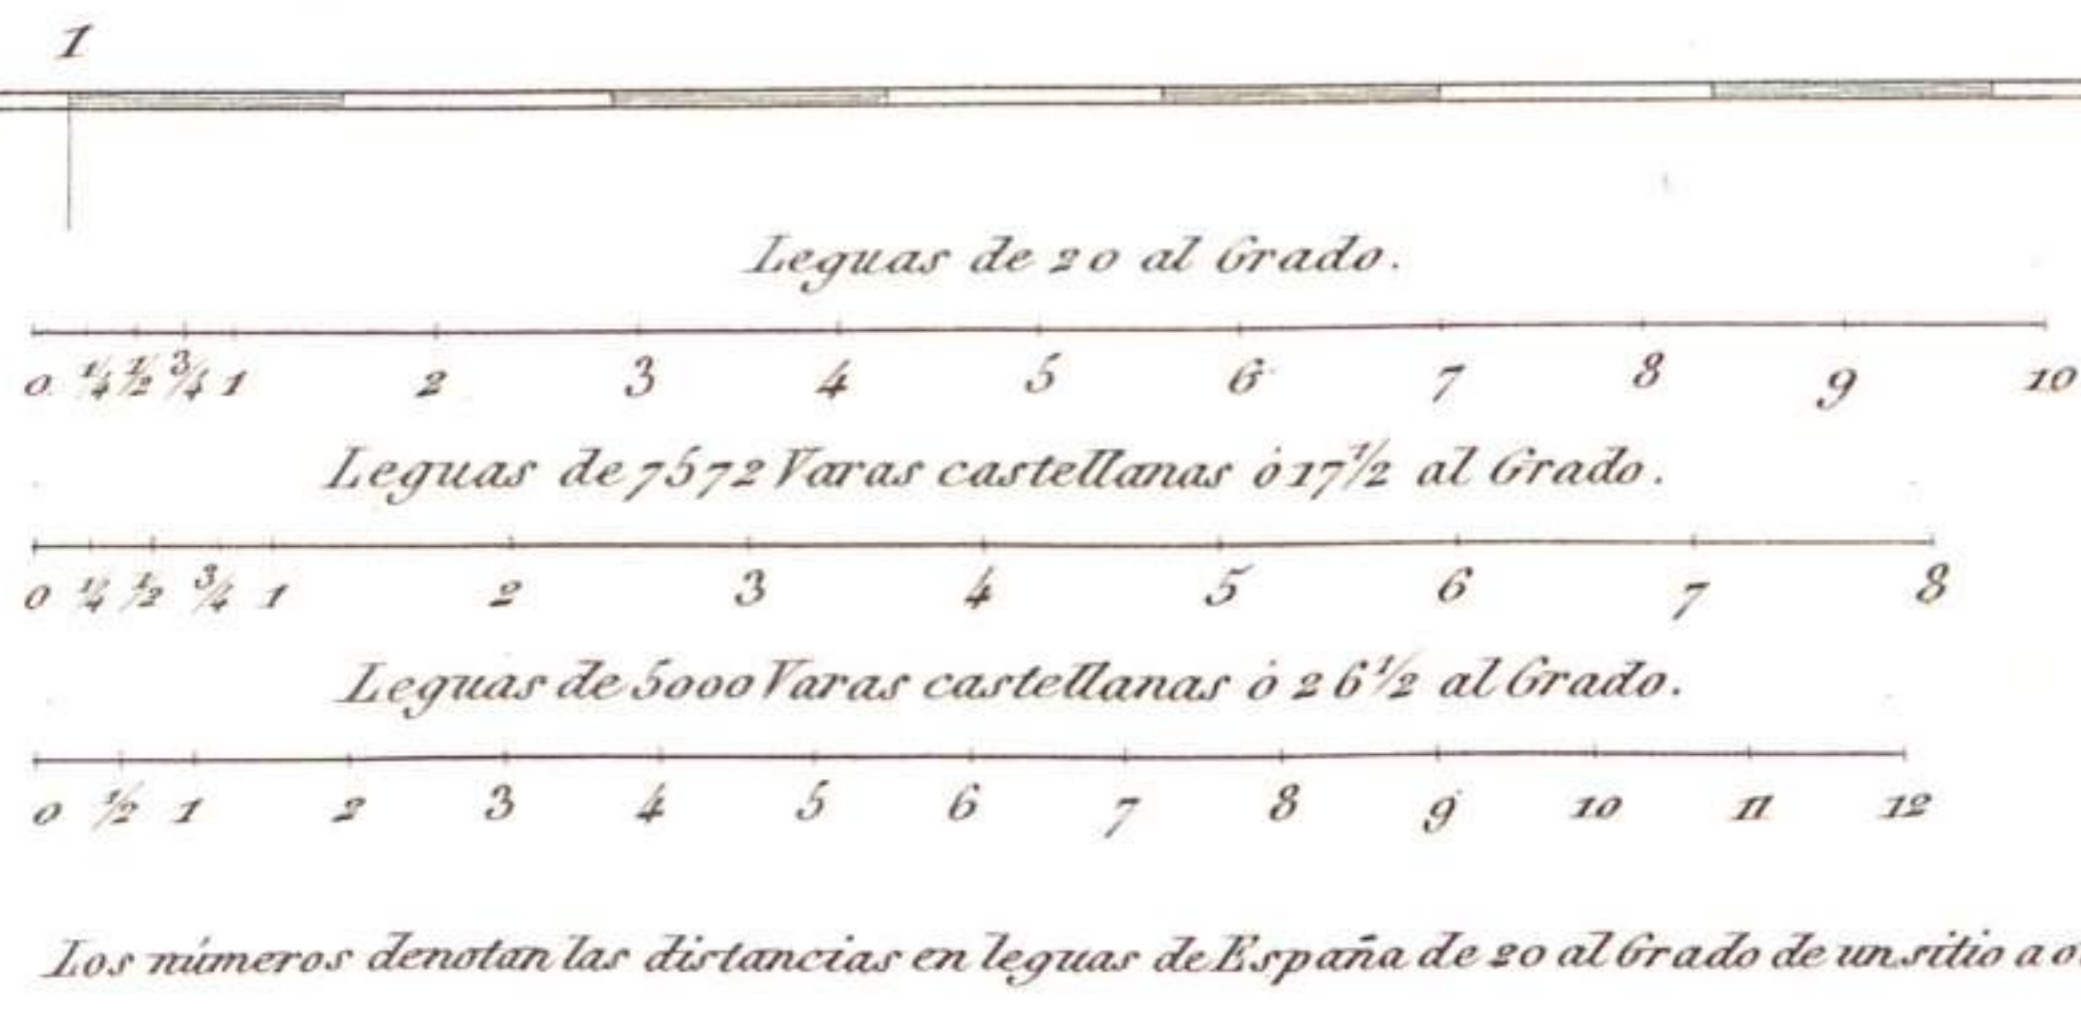 1
Leguas de 20 al Grado.
0 1/4 1/2 3/4 1 2 3 4 5 6 7 8 9 10
Leguas de 7572 Varas castellanas ó 17 1/2 al Grado.
0 1/4 1/2 3/4 1 2 3 4 5 6 7 8
Leguas de 5000 Varas castellanas ó 26 1/2 al Grado.
0 1/2 1 2 3 4 5 6 7 8 9 10 11 12
Los números denotan las distancias en leguas de España de 20 al Grado de un sitio a o